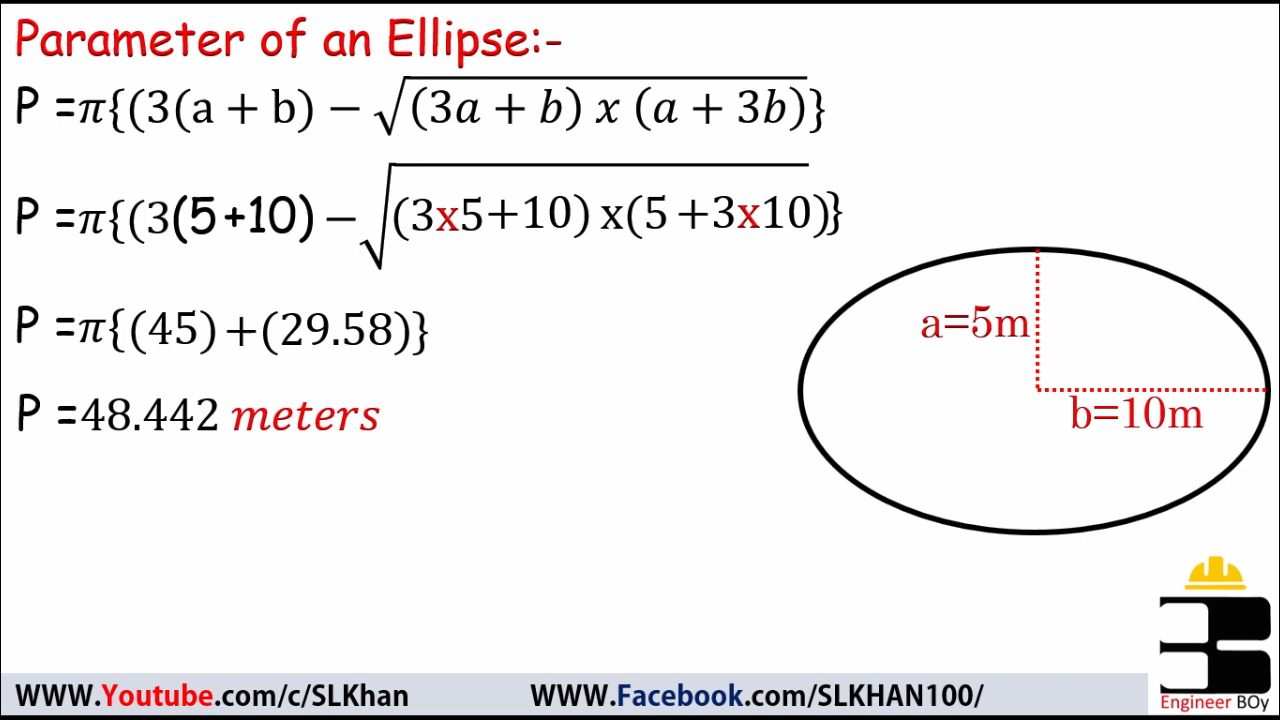 Parameter of an Ellipse:-
P =π{(3(a + b) − √(3a + b) x (a + 3b)}
P =π{(3(5+10) − √(3x5+10) x(5+3x10)}
P =π{(45)+(29.58)}
a=5m
P =48.442 meters
b=10m
WWW.Youtube.com/c/SLKhan WWW.Facebook.com/SLKHAN100/
Engineer BOy